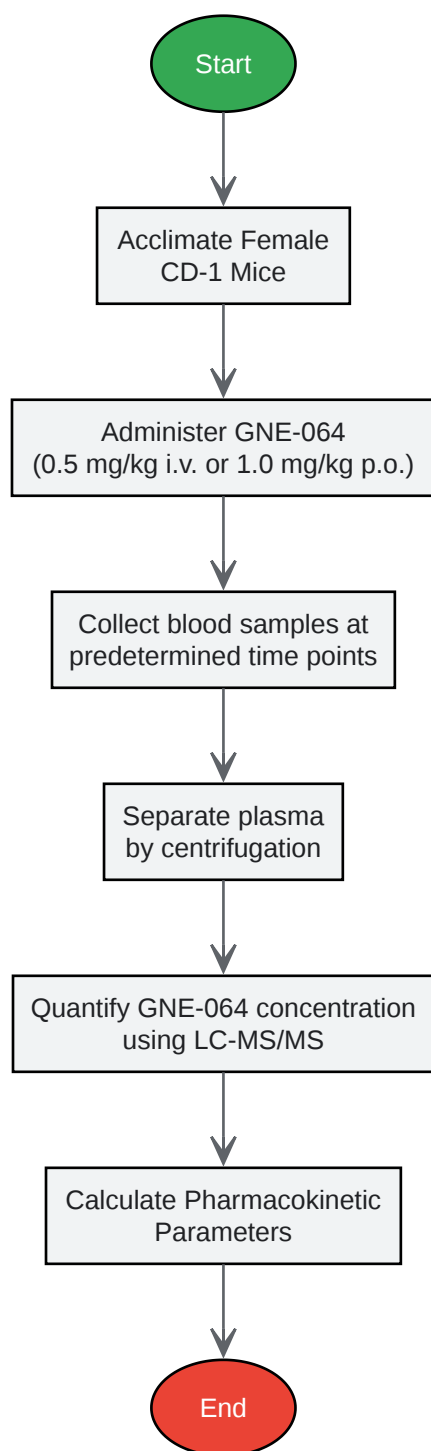 Start
Acclimate Female
CD-1 Mice
Administer GNE-064
(0.5 mg/kg i.v. or 1.0 mg/kg p.o.)
Collect blood samples at
predetermined time points
Separate plasma
by centrifugation
Quantify GNE-064 concentration
using LC-MS/MS
Calculate Pharmacokinetic
Parameters
End